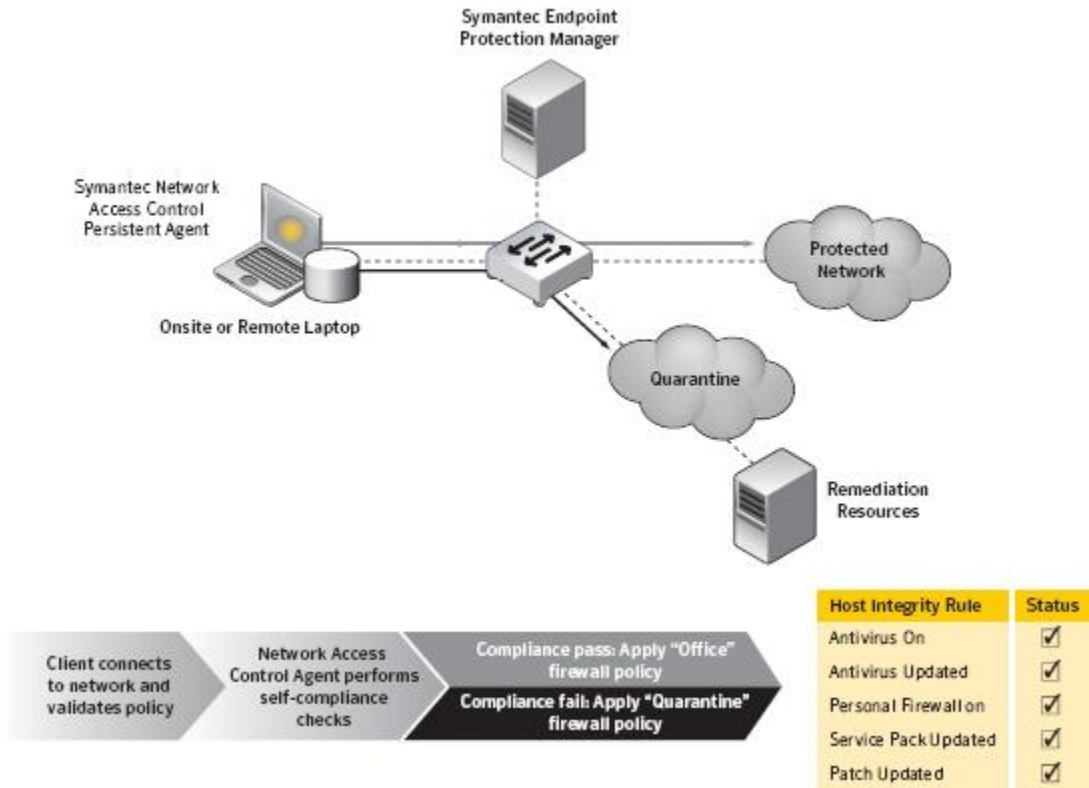 Symantec Endpoint
Protection Manager
Symantec Network
Access Control
Persistent Agent
Protected
Network
Onsite or Remote Laptop
Quarantine
Remediation
Resources
Client connects
to network and
validates policy
Network Access
Control Agent performs
self-compliance
checks
Compliance pass: Apply “Office”
firewall policy
Compliance fail: Apply “Quarantine”
firewall policy
Host Integrity Rule Status
Antivirus On
Antivirus Updated
Personal Firewall on
Service Pack Updated
Patch Updated